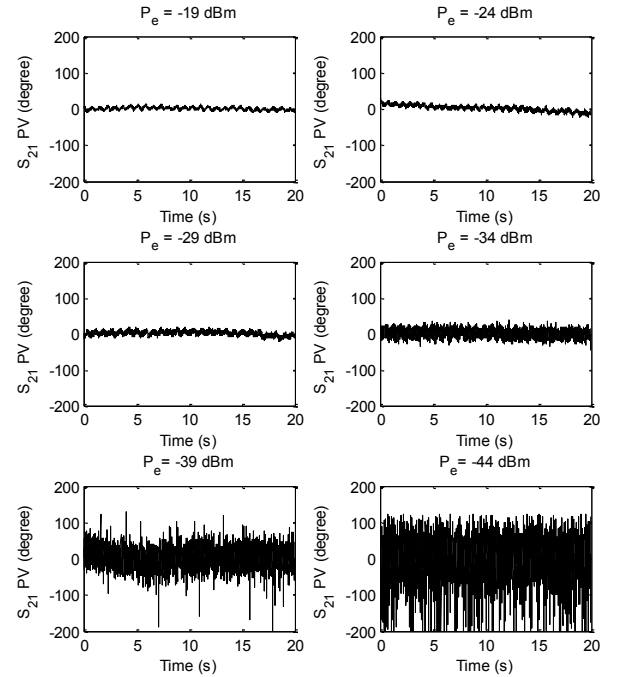 P_e = -19 dBm
200
100
0
-100
-200
0 5 10 15 20
S_21 PV (degree)
Time (s)
P_e = -24 dBm
200
100
0
-100
-200
0 5 10 15 20
S_21 PV (degree)
Time (s)
P_e = -29 dBm
200
100
0
-100
-200
0 5 10 15 20
S_21 PV (degree)
Time (s)
P_e = -34 dBm
200
100
0
-100
-200
0 5 10 15 20
S_21 PV (degree)
Time (s)
P_e = -39 dBm
200
100
0
-100
-200
0 5 10 15 20
S_21 PV (degree)
Time (s)
P_e = -44 dBm
200
100
0
-100
-200
0 5 10 15 20
S_21 PV (degree)
Time (s)